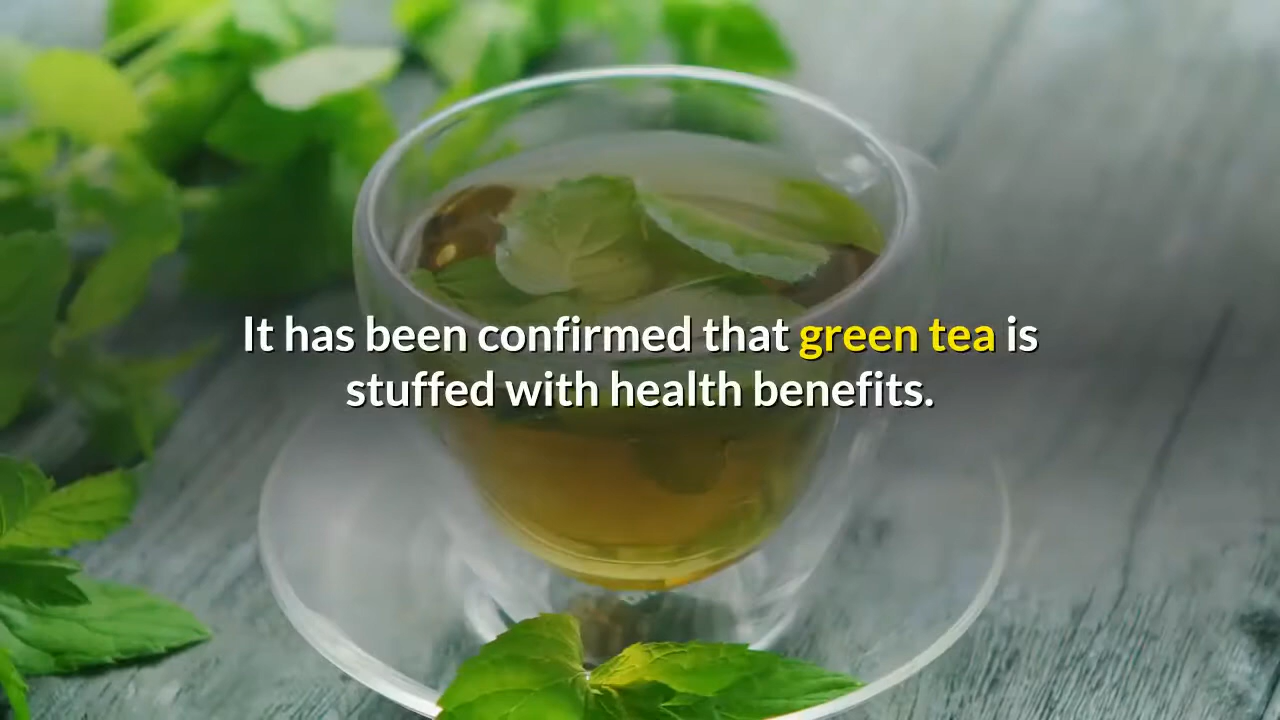 It has been confirmed that green tea is
stuffed with health benefits.